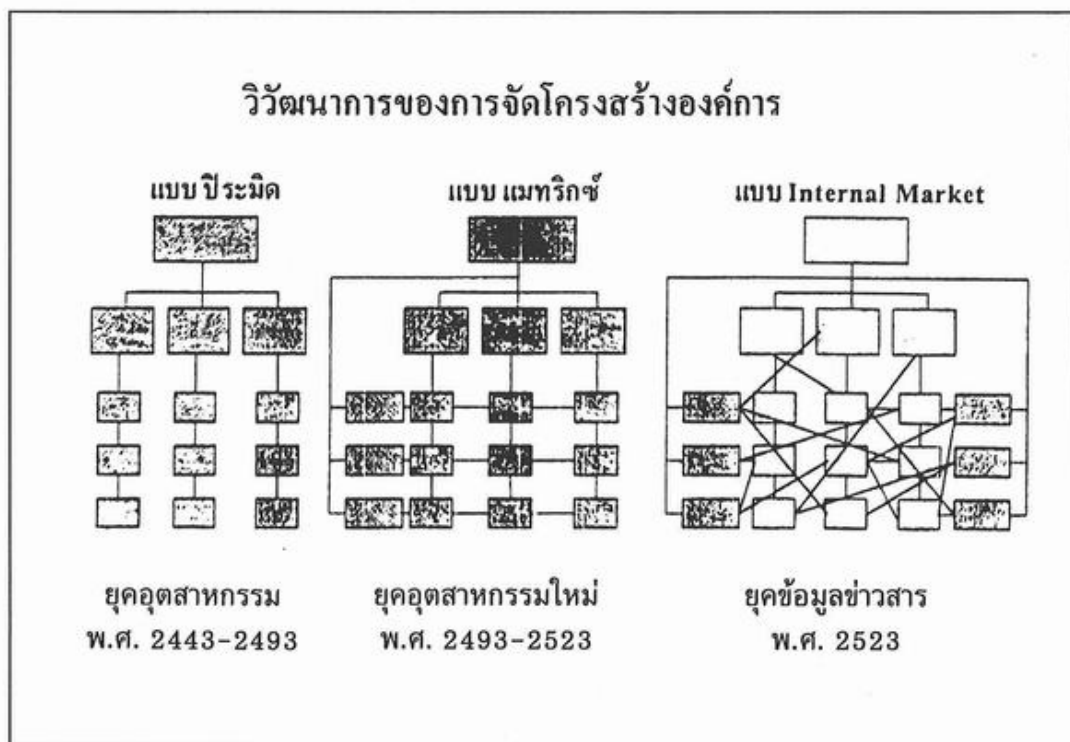 วิวัฒนาการของการจัดโครงสร้างองค์การ
แบบ ปิระมิด
แบบ แมทริกซ์
แบบ Internal Market
ยุคอุตสาหกรรม
พ.ศ. 2443-2493
ยุคอุตสาหกรรมใหม่
พ.ศ. 2493-2523
ยุคข้อมูลข่าวสาร
พ.ศ. 2523